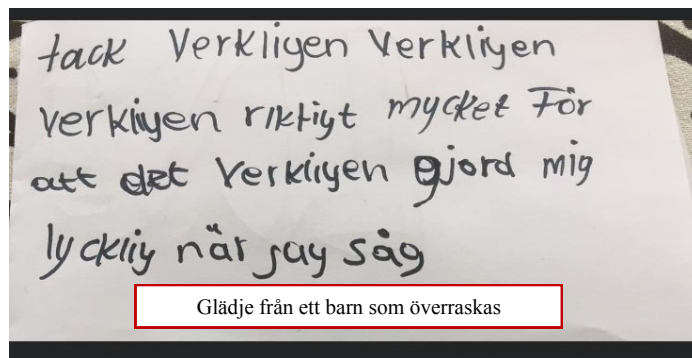 tack Verkliyen Verkliyen
Verkliyen riktiyt mycket För
att det Verkliyen gjord mig
lyckliy när jay såg
Glädje från ett barn som överraskas